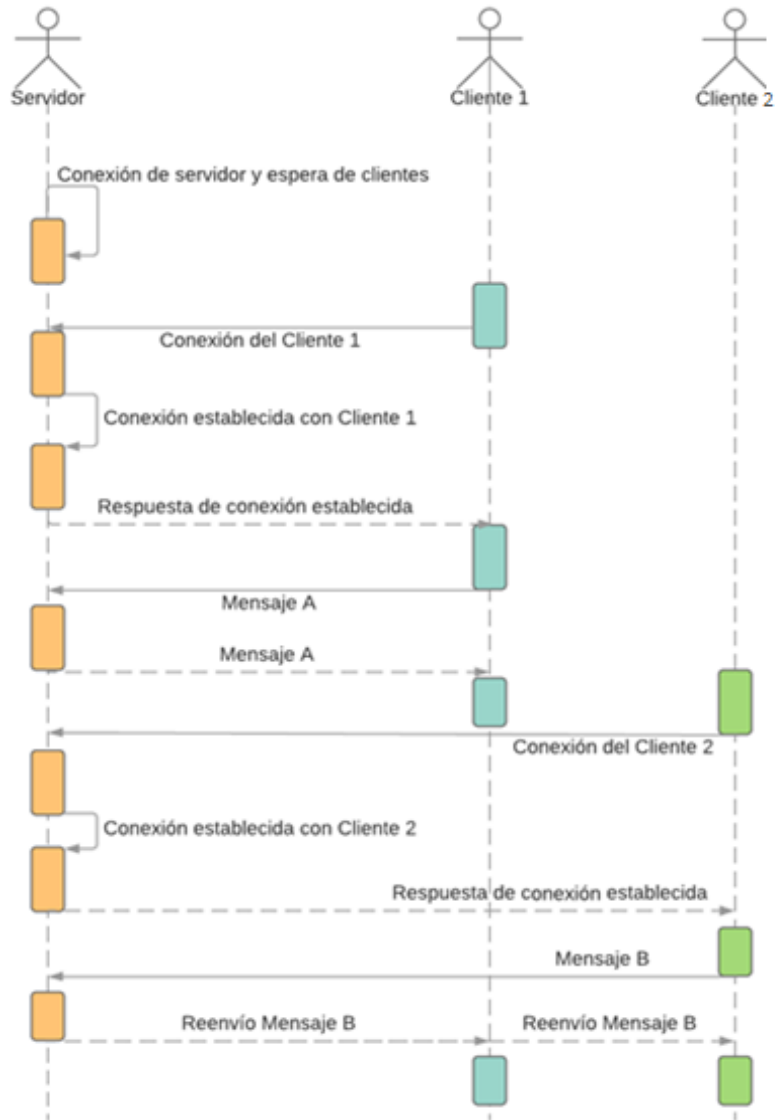 Servidor
Cliente 1
Cliente 2
Conexión de servidor y espera de clientes
Conexión del Cliente 1
Conexión establecida con Cliente 1
Respuesta de conexión establecida
Mensaje A
Mensaje A
Conexión del Cliente 2
Conexión establecida con Cliente 2
Respuesta de conexión establecida
Mensaje B
Reenvío Mensaje B
Reenvío Mensaje B